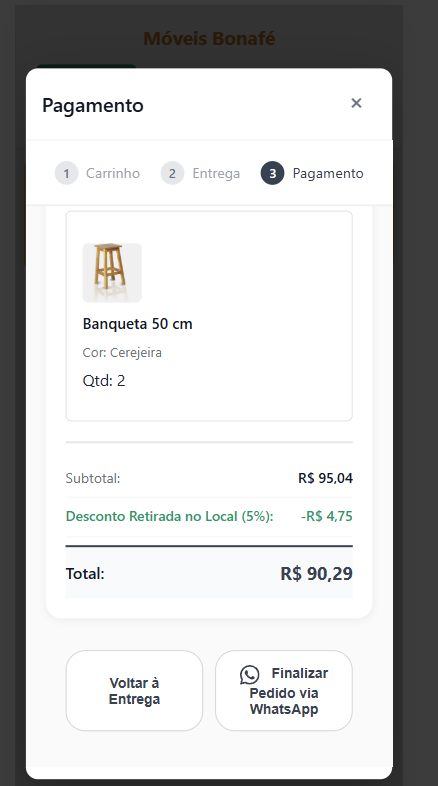 Móveis Bonafé
Pagamento
×
1 Carrinho 2 Entrega 3 Pagamento
Banqueta 50 cm
Cor: Cerejeira
Qtd: 2
Subtotal: R$ 95,04
Desconto Retirada no Local (5%): -R$ 4,75
Total: R$ 90,29
Voltar à
Entrega
Finalizar
Pedido via
WhatsApp